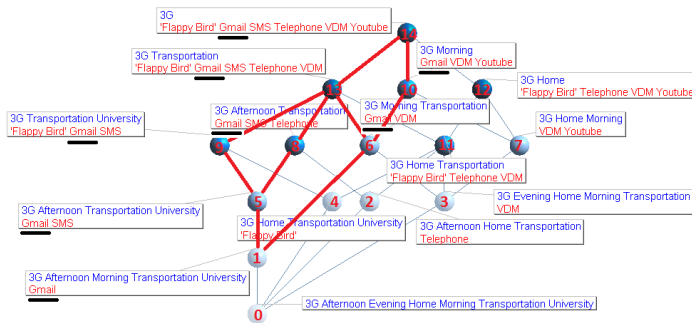 3G
'Flappy Bird' Gmail SMS Telephone VDM Youtube
14
3G Transportation
'Flappy Bird' Gmail SMS Telephone VDM
3G Morning
Gmail VDM Youtube
13
10
12
3G Home
'Flappy Bird' Telephone VDM Youtube
3G Transportation University
'Flappy Bird' Gmail SMS
3G Afternoon Transportation
Gmail SMS Telephone
3G Morning Transportation
Gmail VDM
3G Home Morning
VDM Youtube
9
8
6
11
7
3G Home Transportation
'Flappy Bird' Telephone VDM
5
4
2
3
3G Evening Home Morning Transportation
VDM
3G Afternoon Transportation University
Gmail SMS
3G Home Transportation University
'Flappy Bird'
3G Afternoon Home Transportation
Telephone
1
3G Afternoon Morning Transportation University
Gmail
0
3G Afternoon Evening Home Morning Transportation University